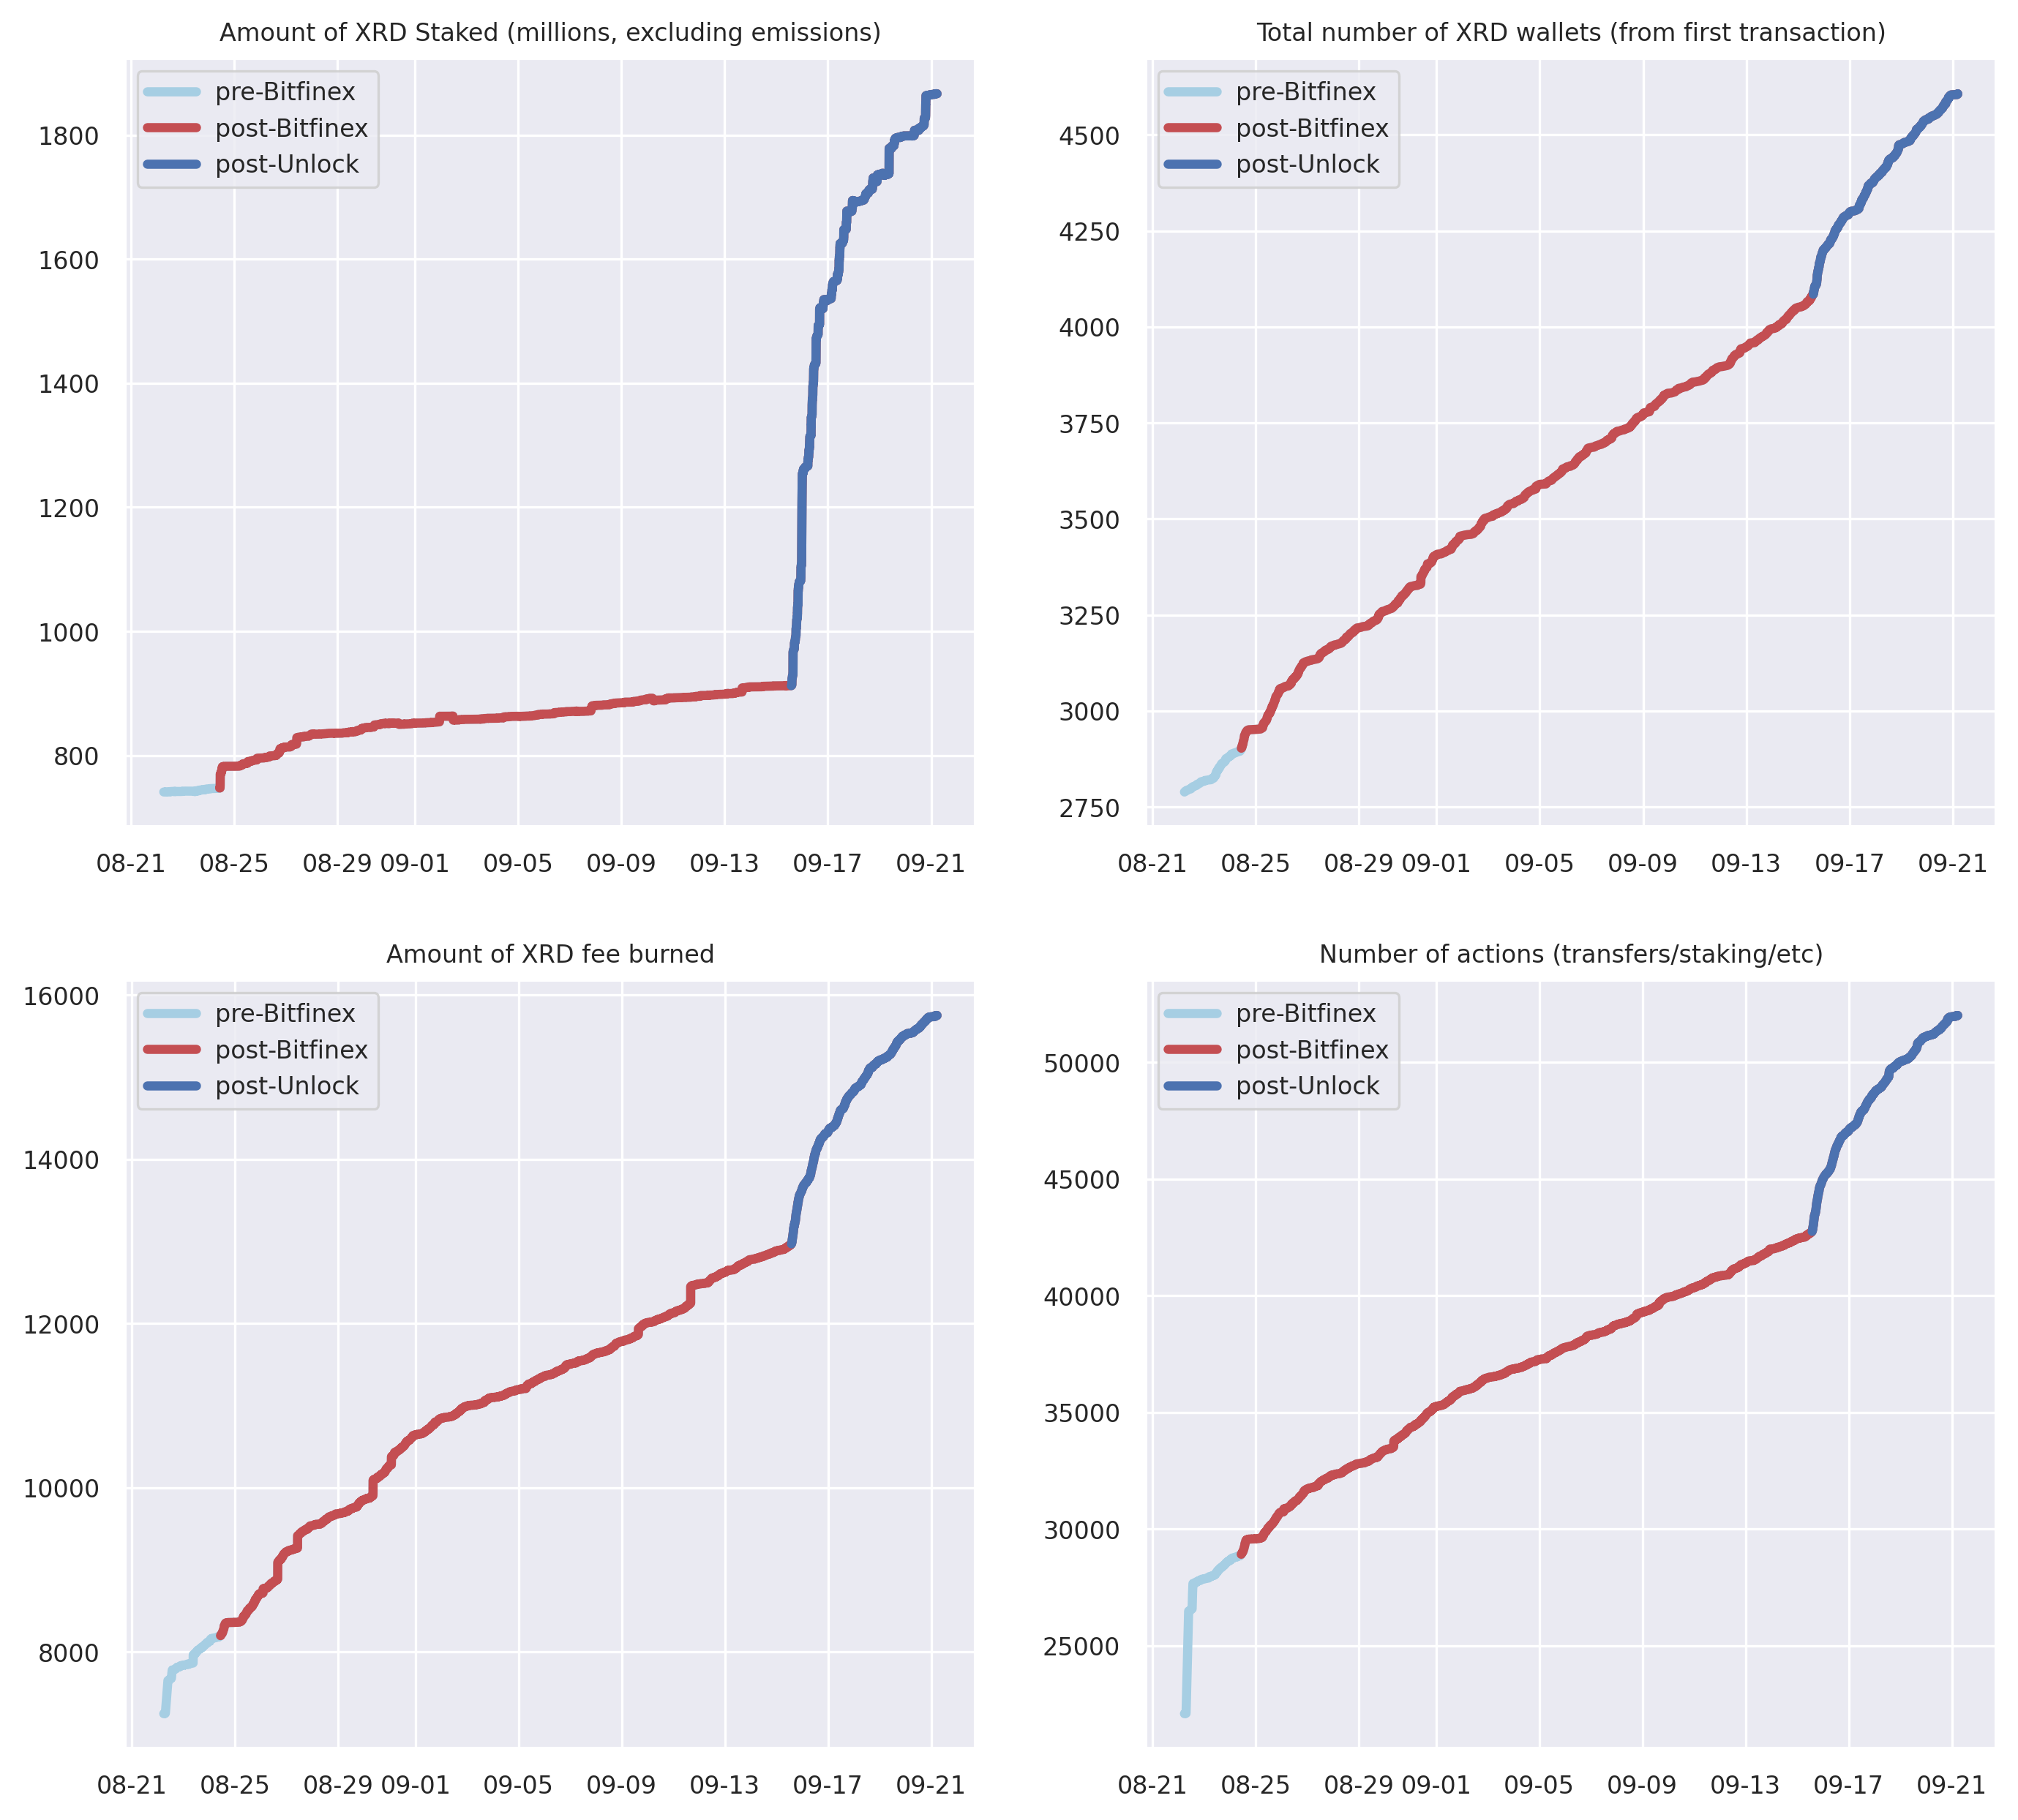 Amount of XRD Staked (millions, excluding emissions)
pre-Bitfinex
post-Bitfinex
post-Unlock
1800
1600
1400
1200
1000
800
08-21 08-25 08-29 09-01 09-05 09-09 09-13 09-17 09-21
Total number of XRD wallets (from first transaction)
pre-Bitfinex
post-Bitfinex
post-Unlock
4500
4250
4000
3750
3500
3250
3000
2750
08-21 08-25 08-29 09-01 09-05 09-09 09-13 09-17 09-21
Amount of XRD fee burned
pre-Bitfinex
post-Bitfinex
post-Unlock
16000
14000
12000
10000
8000
08-21 08-25 08-29 09-01 09-05 09-09 09-13 09-17 09-21
Number of actions (transfers/staking/etc)
pre-Bitfinex
post-Bitfinex
post-Unlock
50000
45000
40000
35000
30000
25000
08-21 08-25 08-29 09-01 09-05 09-09 09-13 09-17 09-21